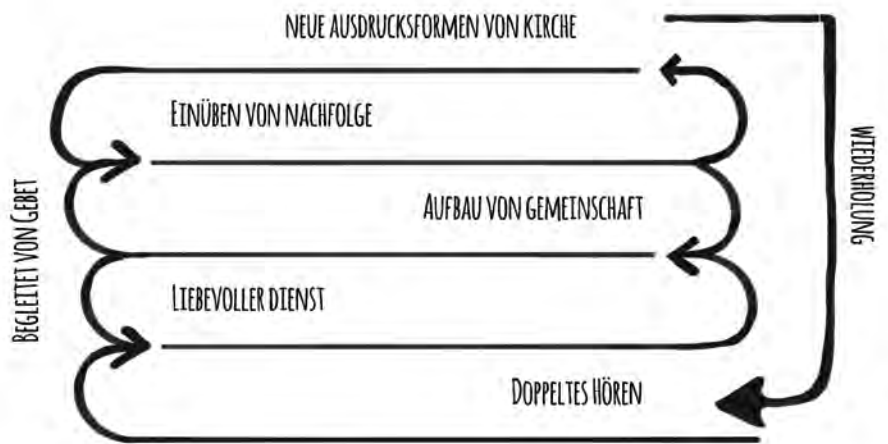 NEUE AUSDRUCKSFORMEN VON KIRCHE
EINÜBEN VON NACHFOLGE
AUFBAU VON GEMEINSCHAFT
LIEBEVOLLER DIENST
DOPPELTES HÖREN
BEGLEITET VON GEBET
WIEDERHOLUNG